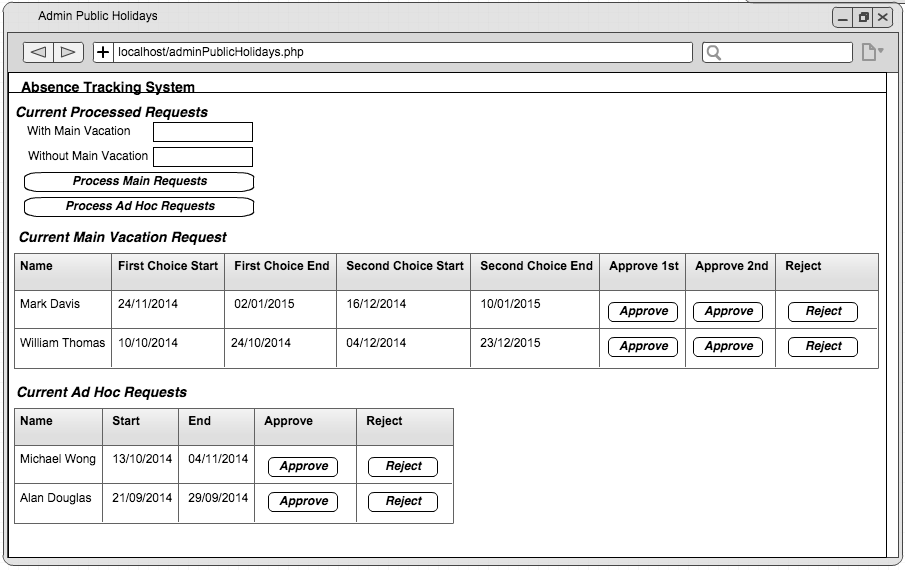 Admin Public Holidays
localhost/adminPublicHolidays.php
Absence Tracking System
Current Processed Requests
With Main Vacation
Without Main Vacation
Process Main Requests
Process Ad Hoc Requests
Current Main Vacation Request
Name First Choice Start First Choice End Second Choice Start Second Choice End Approve 1st Approve 2nd Reject
Mark Davis 24/11/2014 02/01/2015 16/12/2014 10/01/2015 Approve Approve Reject
William Thomas 10/10/2014 24/10/2014 04/12/2014 23/12/2015 Approve Approve Reject
Current Ad Hoc Requests
Name Start End Approve Reject
Michael Wong 13/10/2014 04/11/2014 Approve Reject
Alan Douglas 21/09/2014 29/09/2014 Approve Reject